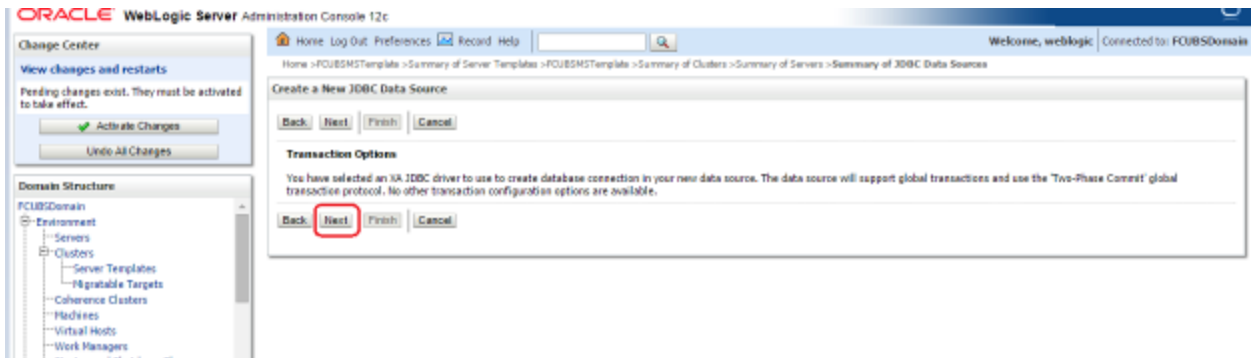 ORACLE WebLogic Server Administration Console 12c
Change Center
View changes and restarts
Pending changes exist. They must be activated
to take effect.
Activate Changes
Undo All Changes
Domain Structure
FCUBSDomain
Environment
Servers
Clusters
Server Templates
Migratable Targets
Coherence Clusters
Machines
Virtual Hosts
Work Managers
Home Log Out Preferences Record Help
Welcome, weblogic Connected to: FCUBSDomain
Home >FCUBSMSTemplate >Summary of Server Templates >FCUBSMSTemplate >Summary of Clusters >Summary of Servers >Summary of JDBC Data Sources
Create a New JDBC Data Source
Back Next Finish Cancel
Transaction Options
You have selected an XA JDBC driver to use to create database connection in your new data source. The data source will support global transactions and use the 'Two-Phase Commit' global
transaction protocol. No other transaction configuration options are available.
Back Next Finish Cancel